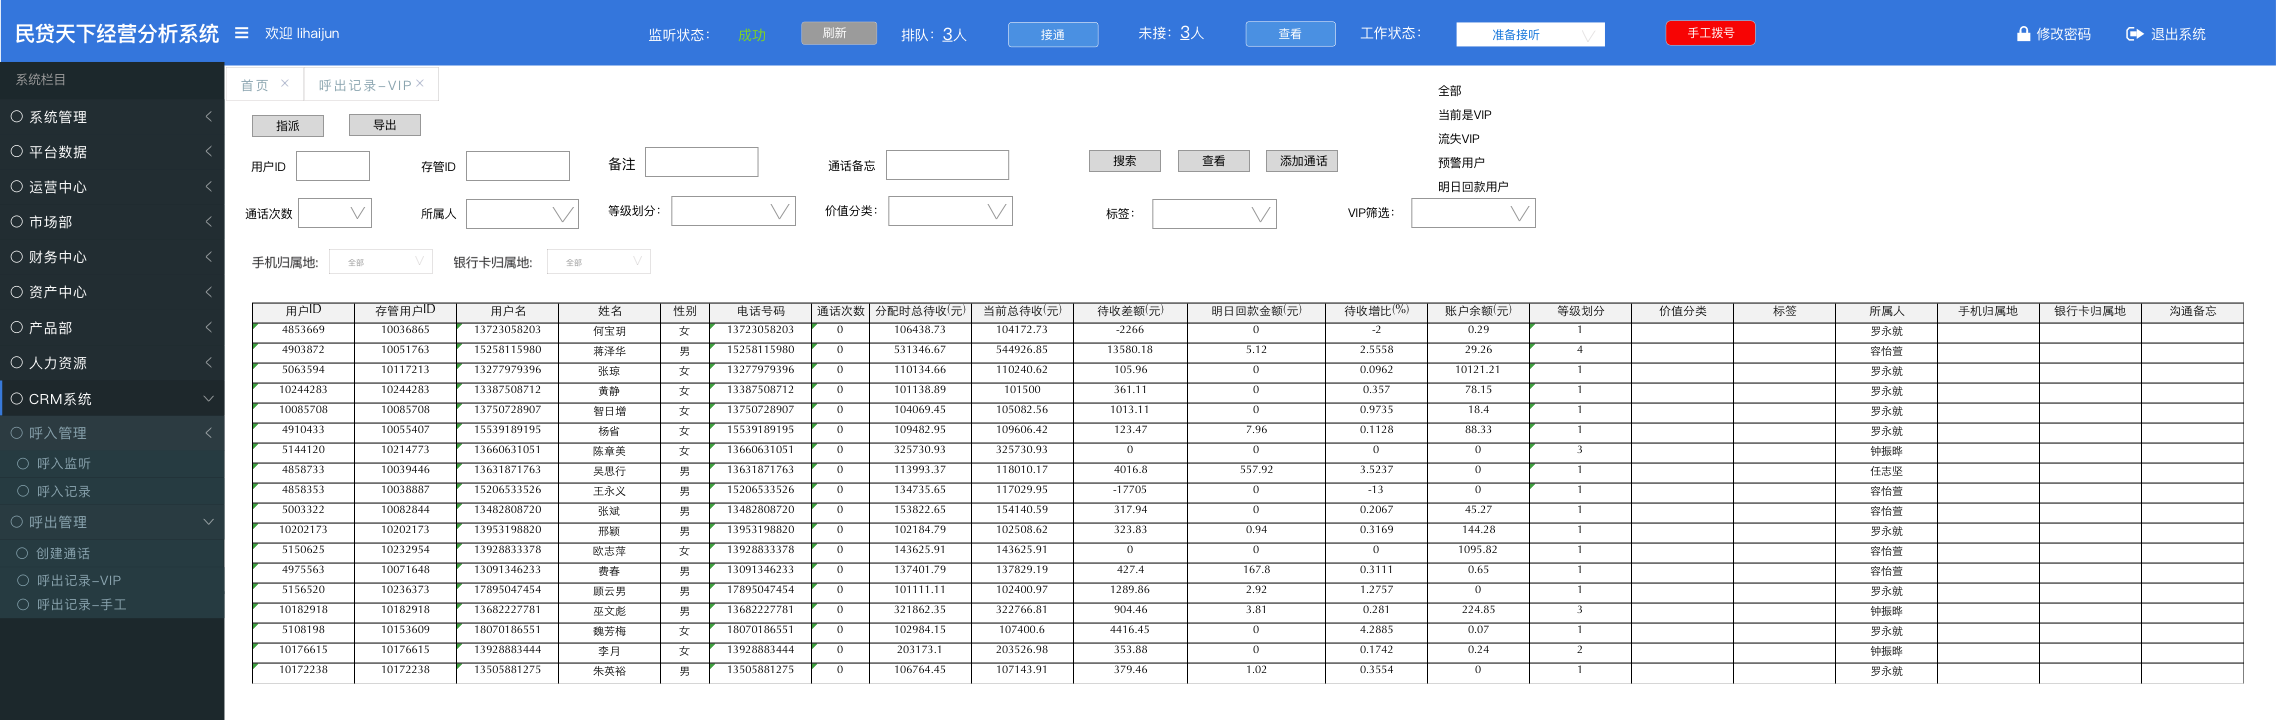 民贷天下经营分析系统 欢迎 lihaijun 监听状态: 成功 刷新 排队: 3人 接通 未接: 3人 查看 工作状态: 准备接听 手工拨号 修改密码 退出系统
系统栏目
首页 × 呼出记录-VIP ×
系统管理
平台数据
运营中心
市场部
财务中心
资产中心
产品部
人力资源
CRM系统
呼入管理
呼入监听
呼入记录
呼出管理
创建通话
呼出记录-VIP
呼出记录-手工
全部
当前是VIP
流失VIP
预警用户
明日回款用户
指派 导出
用户ID 存管ID 备注 通话备忘 搜索 查看 添加通话
通话次数 所属人 等级划分: 价值分类: 标签: VIP筛选:
手机归属地: 全部 银行卡归属地: 全部
用户ID 存管用户ID 用户名 姓名 性别 电话号码 通话次数 分配时总待收(元) 当前总待收(元) 待收差额(元) 明日回款金额(元) 待收增比(%) 账户余额(元) 等级划分 价值分类 标签 所属人 手机归属地 银行卡归属地 沟通备忘
4853669 10036865 13723058203 何宝玥 女 13723058203 0 106438.73 104172.73 -2266 0 -2 0.29 1 罗永就
4903872 10051763 15258115980 蒋泽华 男 15258115980 0 531346.67 544926.85 13580.18 5.12 2.5558 29.26 4 容怡萱
5063594 10117213 13277979396 张琼 女 13277979396 0 110134.66 110240.62 105.96 0 0.0962 10121.21 1 罗永就
10244283 10244283 13387508712 黄静 女 13387508712 0 101138.89 101500 361.11 0 0.357 78.15 1 罗永就
10085708 10085708 13750728907 智日增 女 13750728907 0 104069.45 105082.56 1013.11 0 0.9735 18.4 1 罗永就
4910433 10055407 15539189195 杨省 女 15539189195 0 109482.95 109606.42 123.47 7.96 0.1128 88.33 1 罗永就
5144120 10214773 13660631051 陈章美 女 13660631051 0 325730.93 325730.93 0 0 0 0 3 钟振晔
4858733 10039446 13631871763 吴思行 男 13631871763 0 113993.37 118010.17 4016.8 557.92 3.5237 0 1 任志坚
4858353 10038887 15206533526 王永义 男 15206533526 0 134735.65 117029.95 -17705 0 -13 0 1 容怡萱
5003322 10082844 13482808720 张斌 男 13482808720 0 153822.65 154140.59 317.94 0 0.2067 45.27 1 容怡萱
10202173 10202173 13953198820 邢颖 男 13953198820 0 102184.79 102508.62 323.83 0.94 0.3169 144.28 1 罗永就
5150625 10232954 13928833378 欧志萍 女 13928833378 0 143625.91 143625.91 0 0 0 1095.82 1 容怡萱
4975563 10071648 13091346233 费春 男 13091346233 0 137401.79 137829.19 427.4 167.8 0.3111 0.65 1 容怡萱
5156520 10236373 17895047454 顾云男 男 17895047454 0 101111.11 102400.97 1289.86 2.92 1.2757 0 1 罗永就
10182918 10182918 13682227781 巫文彪 男 13682227781 0 321862.35 322766.81 904.46 3.81 0.281 224.85 3 钟振晔
5108198 10153609 18070186551 魏芳梅 女 18070186551 0 102984.15 107400.6 4416.45 0 4.2885 0.07 1 罗永就
10176615 10176615 13928883444 李月 女 13928883444 0 203173.1 203526.98 353.88 0 0.1742 0.24 2 钟振晔
10172238 10172238 13505881275 朱英裕 男 13505881275 0 106764.45 107143.91 379.46 1.02 0.3554 0 1 罗永就